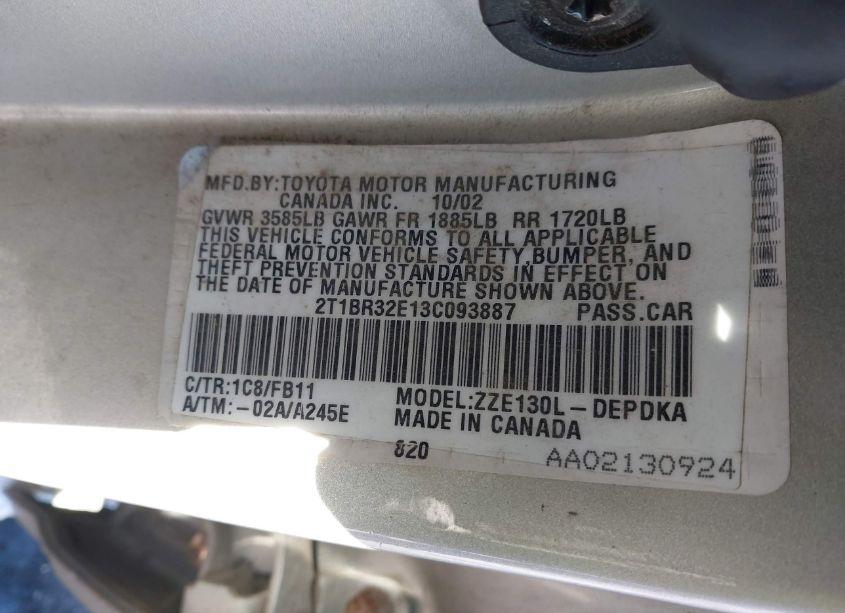 MFD.BY:TOYOTA MOTOR MANUFACTURING
CANADA INC. 10/02
GVWR 3585LB GAWR FR 1885LB RR 1720LB
THIS VEHICLE CONFORMS TO ALL APPLICABLE
FEDERAL MOTOR VEHICLE SAFETY,BUMPER, AND
THEFT PREVENTION STANDARDS IN EFFECT ON
THE DATE OF MANUFACTURE SHOWN ABOVE.
2T1BR32E13C093887 PASS.CAR
C/TR:1C8/FB11 MODEL:ZZE130L-DEPDKA
A/TM:-02A/A245E MADE IN CANADA
820 AA02130924